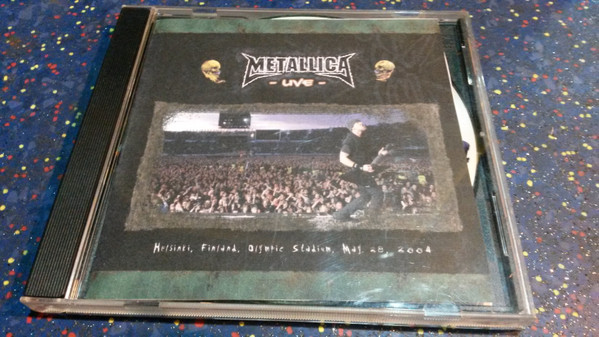 METALLICA
- LIVE -
Helsinki, Finland, Olympic Stadium, May. 28, 2004